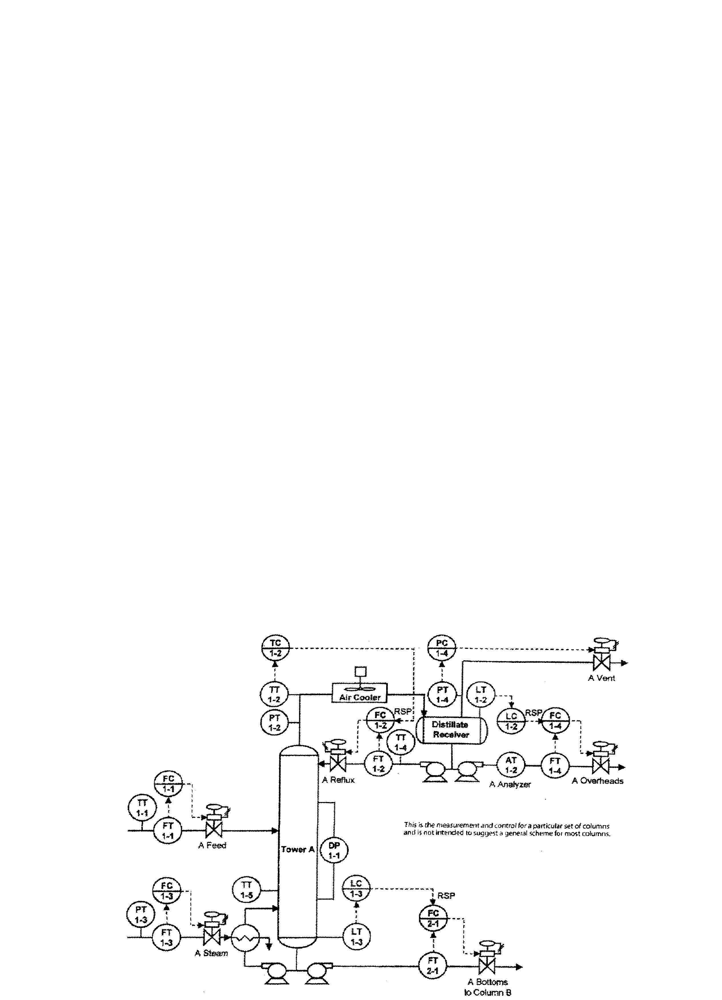 TC
1-2
PC
1-4
A Vent
TT
1-2
Air Cooler
PT
1-4
LT
1-2
PT
1-2
FC
1-2
RSP
Distillate
Receiver
LC
1-2
RSP
FC
1-4
TT
1-4
FT
1-2
AT
1-2
FT
1-4
A Reflux
A Analyzer
A Overheads
FC
1-1
TT
1-1
FT
1-1
A Feed
This is the measurement and control for a particular set of columns
and is not intended to suggest a general scheme for most columns.
Tower A
DP
1-1
FC
1-3
TT
1-5
LC
1-3
RSP
PT
1-3
FC
2-1
FT
1-3
LT
1-3
A Steam
FT
2-1
A Bottoms
to Column B